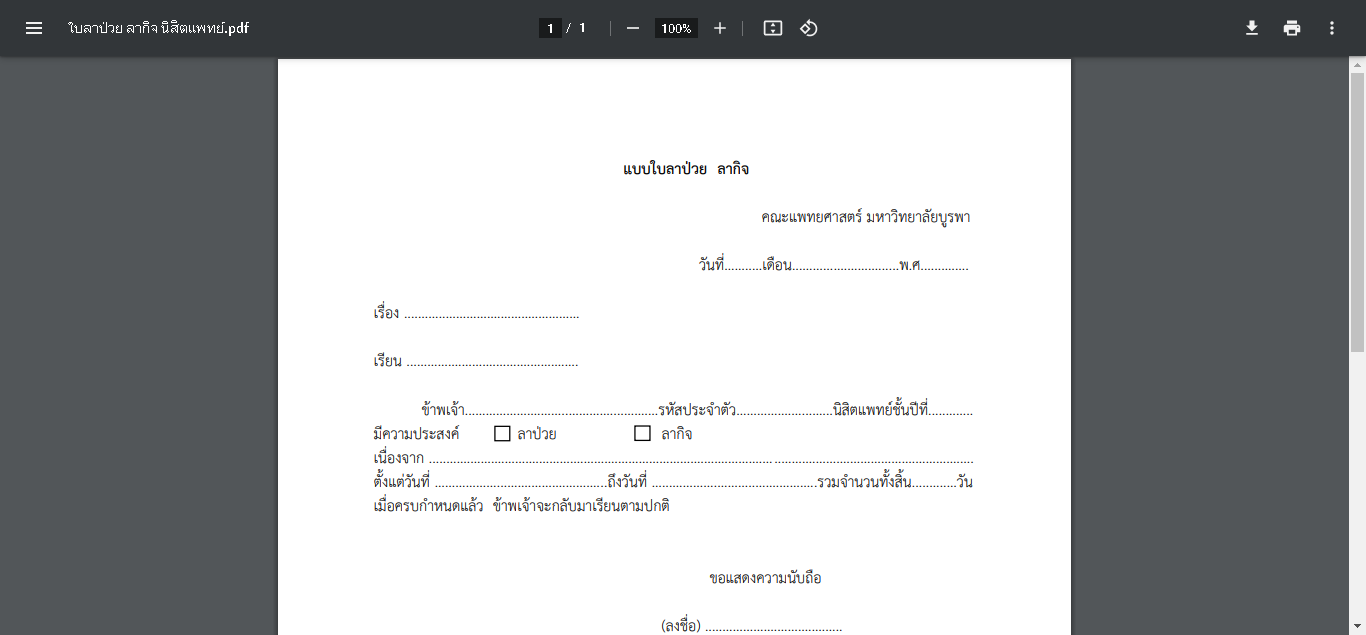 ใบลาป่วย ลากิจ นิสิตแพทย์.pdf
1 / 1
100%
แบบใบลาป่วย ลากิจ
คณะแพทยศาสตร์ มหาวิทยาลัยบูรพา
วันที่...........เดือน...............................พ.ศ..............
เรื่อง ...................................................
เรียน ..................................................
ข้าพเจ้า........................................................รหัสประจำตัว............................นิสิตแพทย์ชั้นปีที่.............
มีความประสงค์ ☐ ลาป่วย ☐ ลากิจ
เนื่องจาก ..............................................................................................................................................................
ตั้งแต่วันที่ ..................................................ถึงวันที่ ................................................รวมจำนวนทั้งสิ้น.............วัน
เมื่อครบกำหนดแล้ว ข้าพเจ้าจะกลับมาเรียนตามปกติ
ขอแสดงความนับถือ
(ลงชื่อ) ........................................